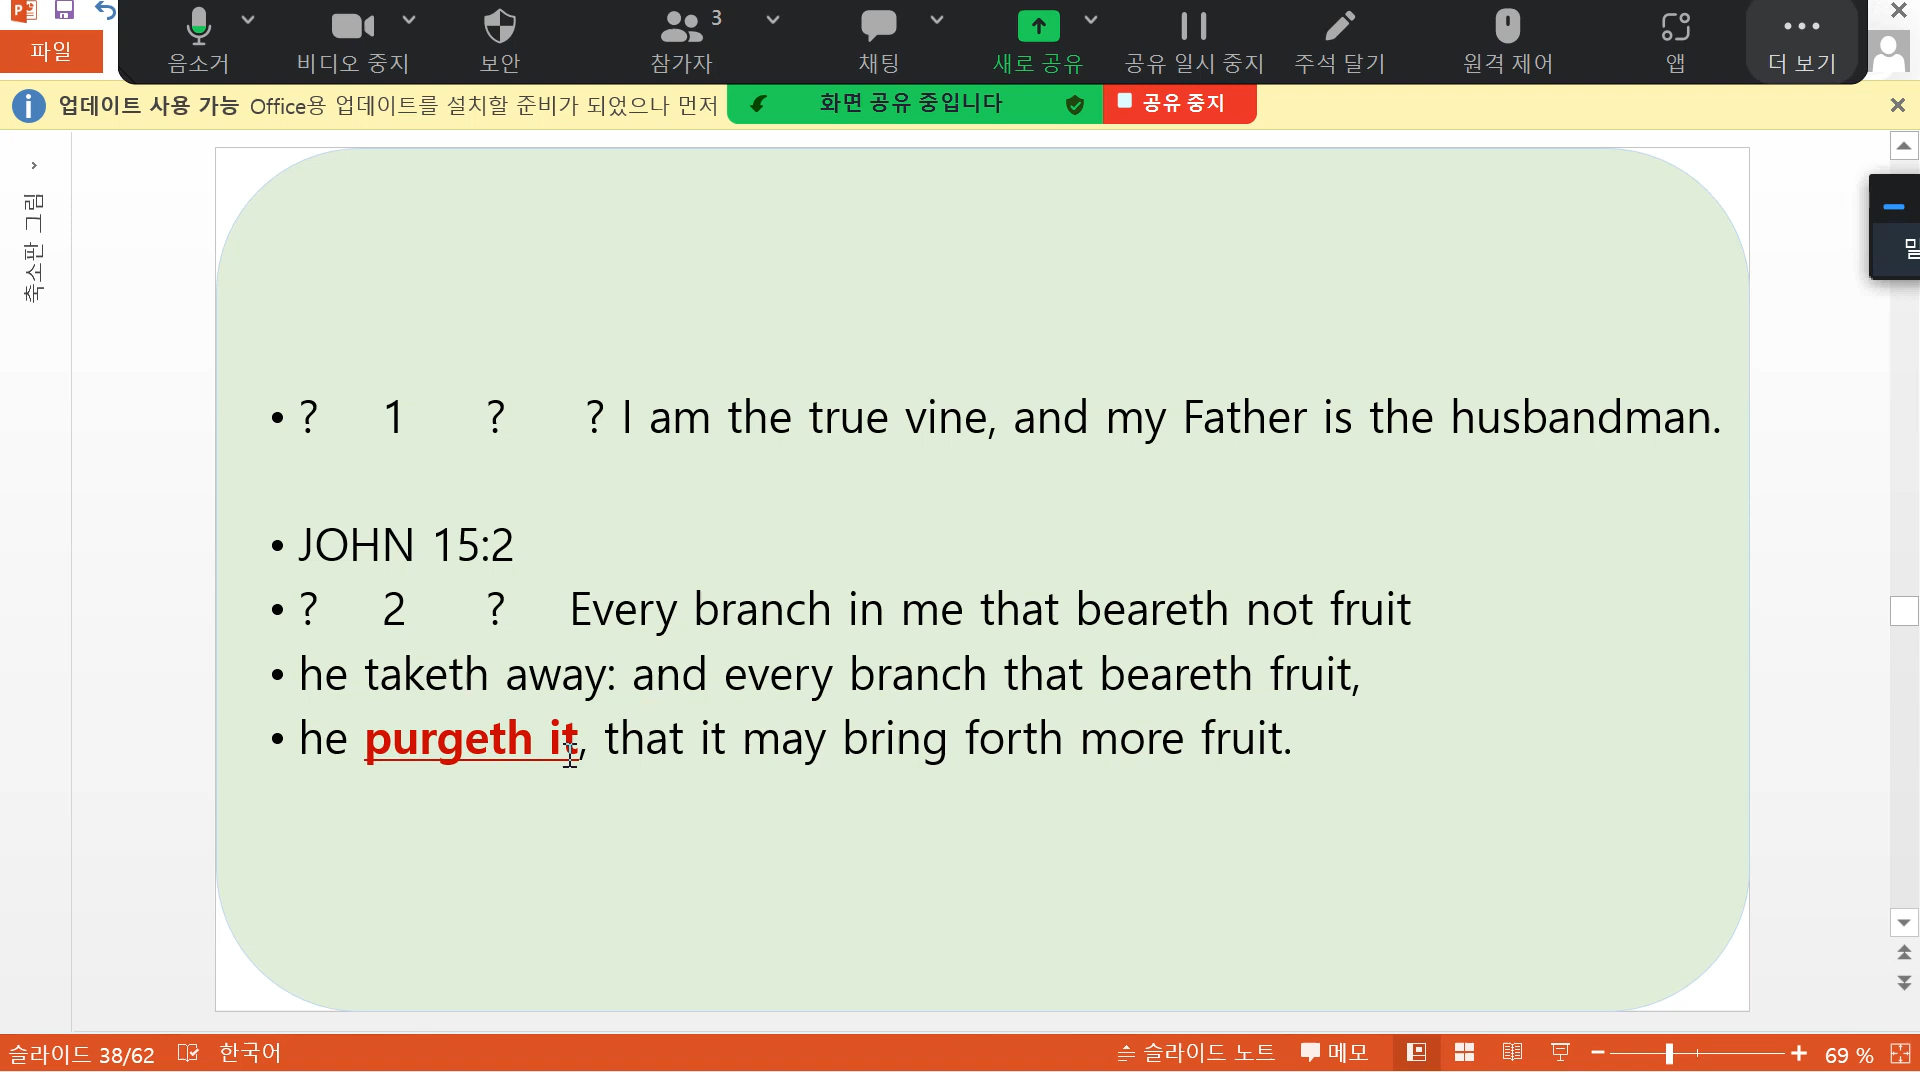 음소거
비디오 중지
보안
참가자
3
채팅
새로 공유
공유 일시 중지
주석 달기
원격 제어
앱
더 보기
파일
업데이트 사용 가능 Office용 업데이트를 설치할 준비가 되었으나 먼저
화면 공유 중입니다
공유 중지
축소판 그림
• ? 1 ? ? I am the true vine, and my Father is the husbandman.
• JOHN 15:2
• ? 2 ? Every branch in me that beareth not fruit
• he taketh away: and every branch that beareth fruit,
• he purgeth it, that it may bring forth more fruit.
슬라이드 38/62
한국어
슬라이드 노트
메모
69 %